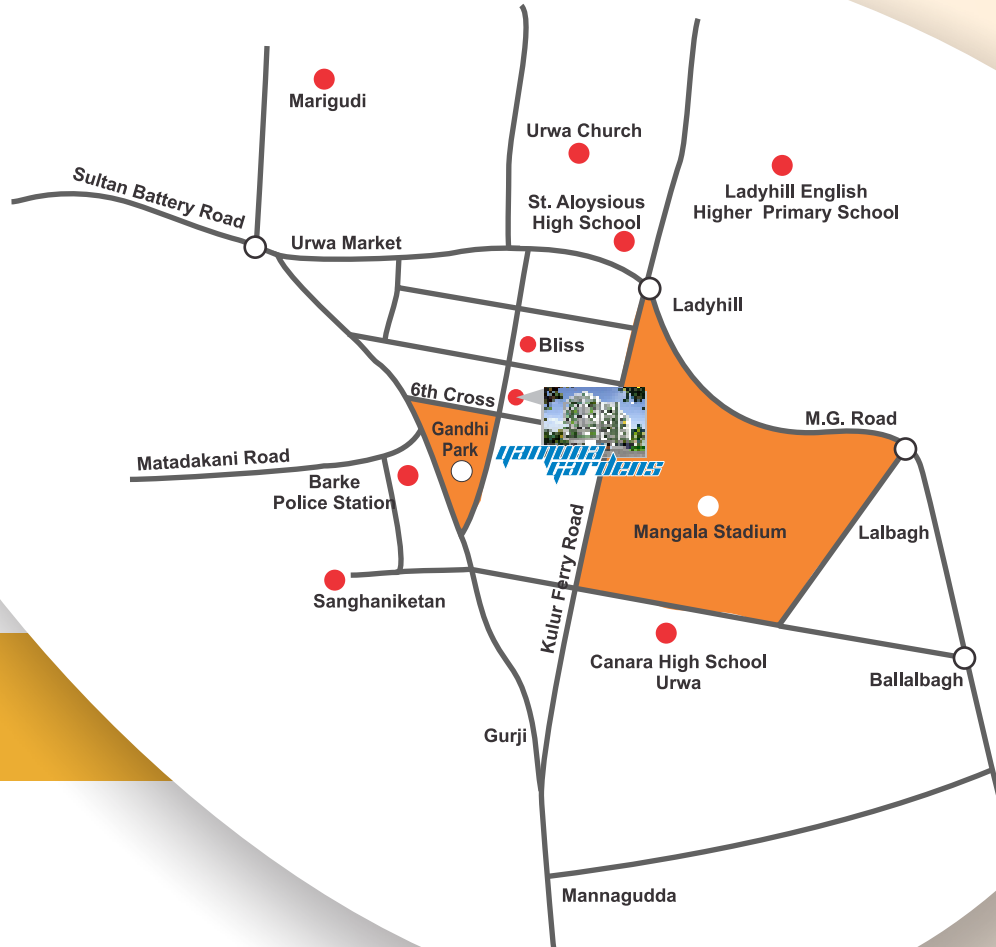 Marigudi
Urwa Church
Sultan Battery Road
St. Aloysious
High School
Ladyhill English
Higher Primary School
Urwa Market
Ladyhill
Bliss
6th Cross
M.G. Road
Gandhi
Park
yamuna
gardens
Matadakani Road
Barke
Police Station
Mangala Stadium
Lalbagh
Kulur Ferry Road
Sanghaniketan
Canara High School
Urwa
Ballalbagh
Gurji
Mannagudda